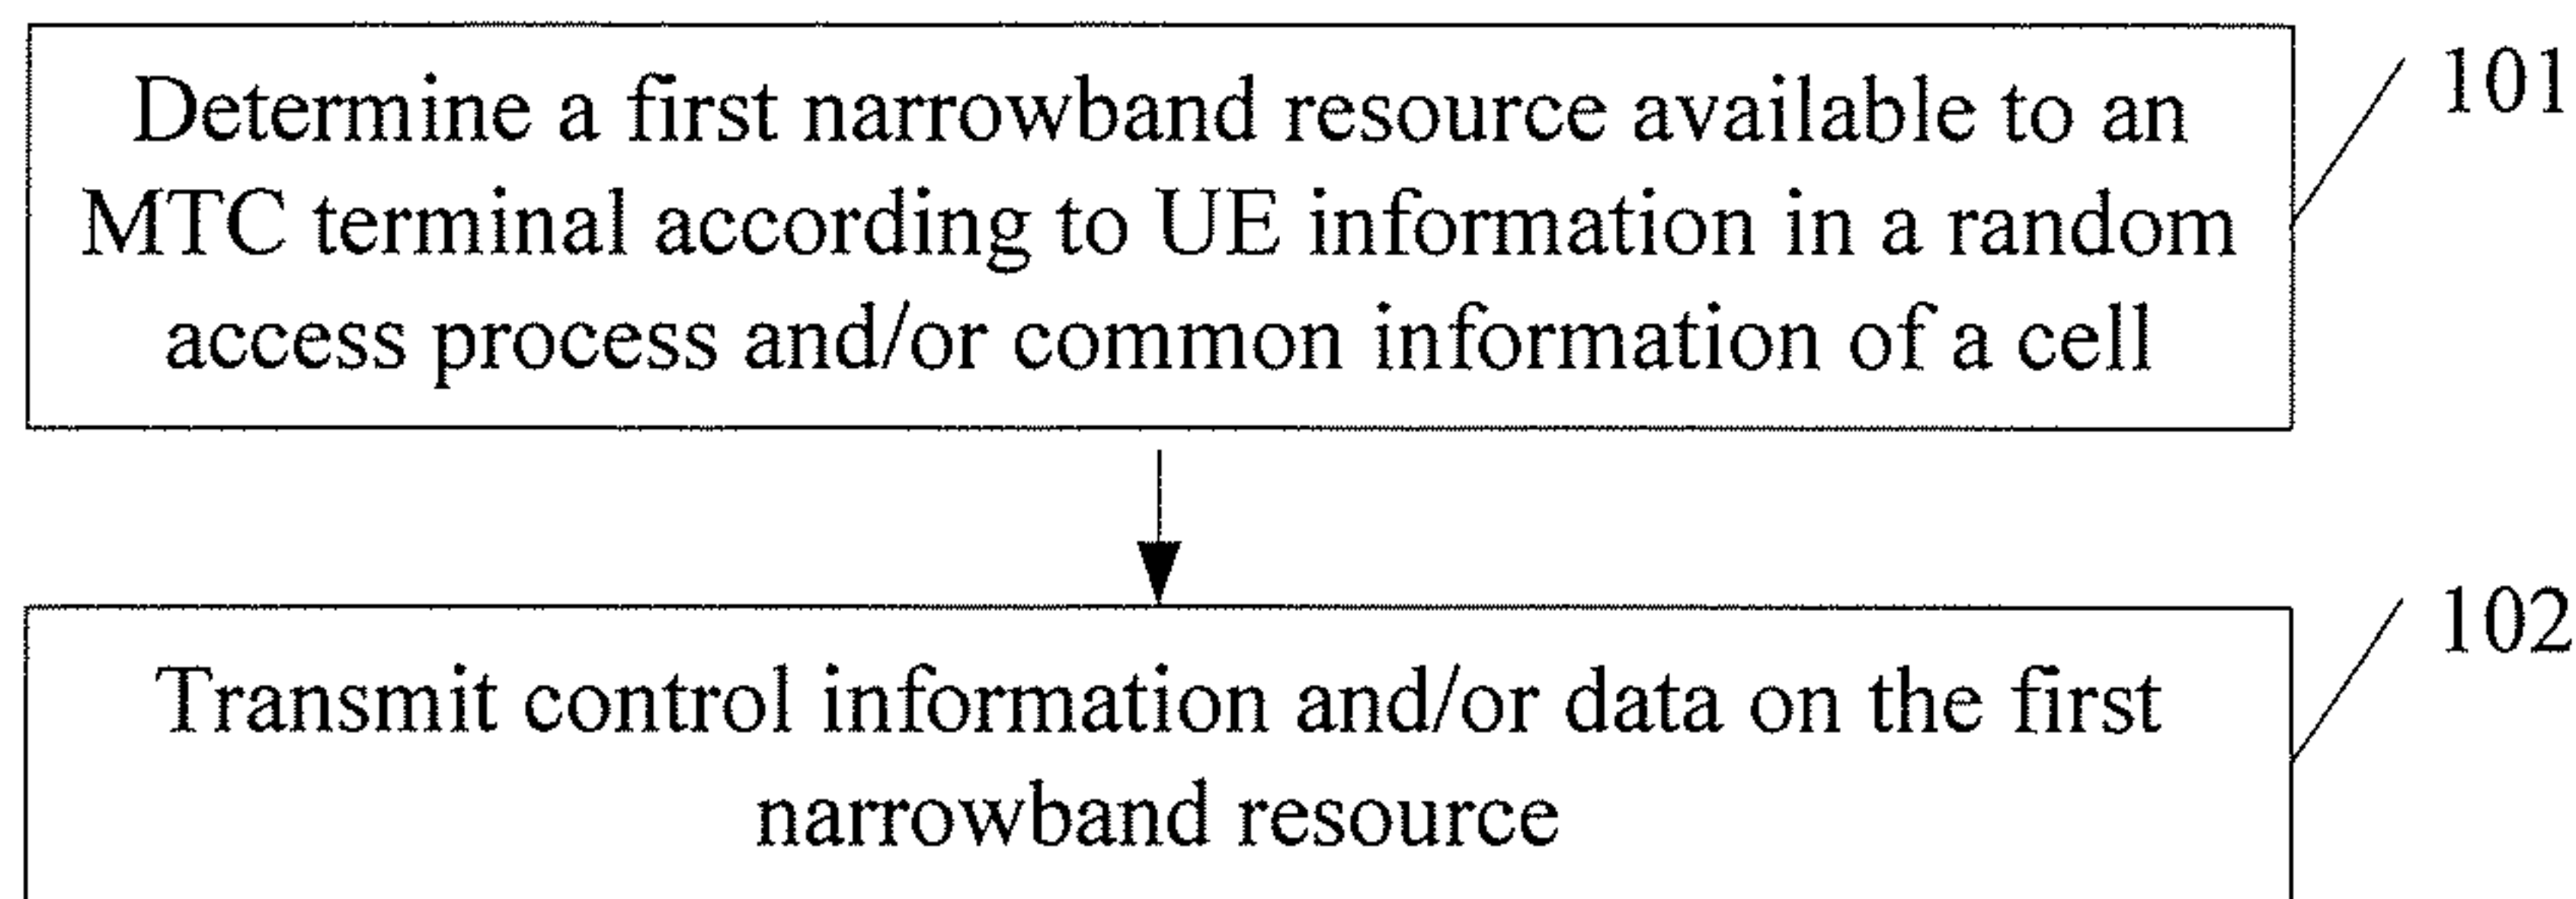 Determine a first narrowband resource available to an
MTC terminal according to UE information in a random
access process and/or common information of a cell
101
Transmit control information and/or data on the first
narrowband resource
102